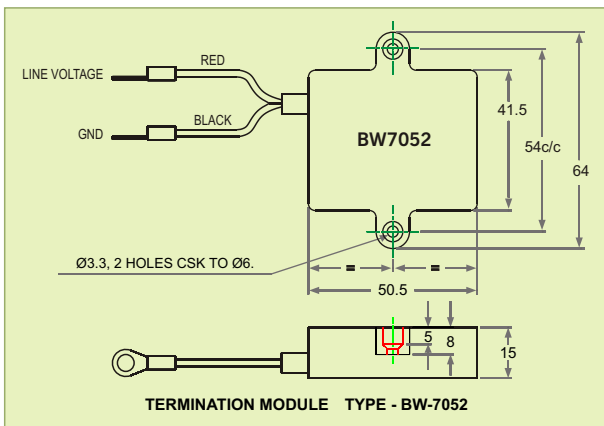 RED
LINE VOLTAGE
BLACK
GND
BW7052
41.5
54c/c
64
Ø3.3, 2 HOLES CSK TO Ø6.
= =
50.5
5
8
15
TERMINATION MODULE TYPE - BW-7052